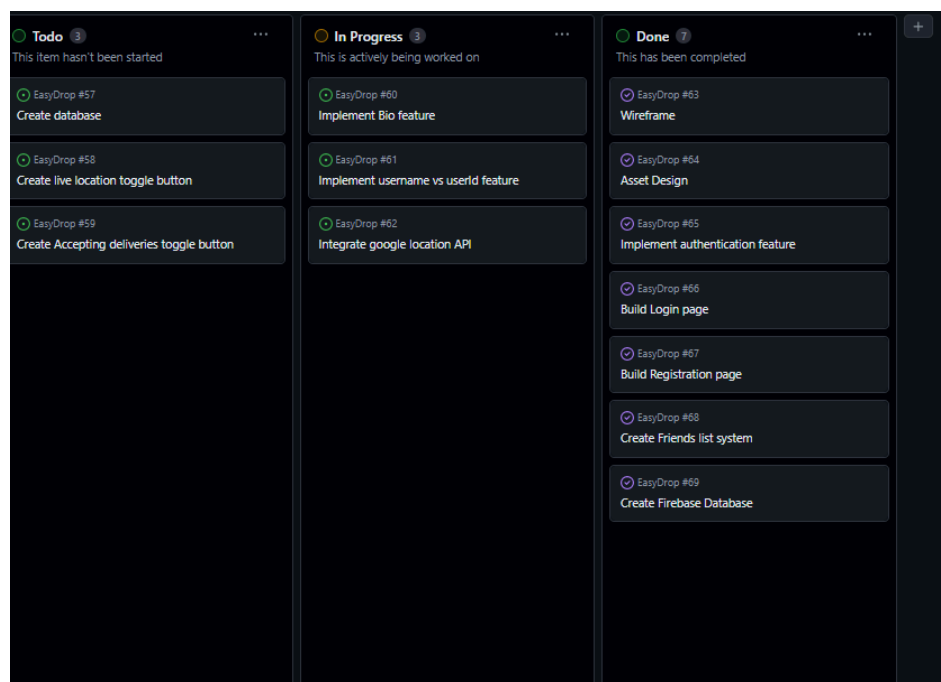 Todo 3
This item hasn't been started
EasyDrop #57
Create database
EasyDrop #58
Create live location toggle button
EasyDrop #59
Create Accepting deliveries toggle button
In Progress 3
This is actively being worked on
EasyDrop #60
Implement Bio feature
EasyDrop #61
Implement username vs userId feature
EasyDrop #62
Integrate google location API
Done 7
This has been completed
EasyDrop #63
Wireframe
EasyDrop #64
Asset Design
EasyDrop #65
Implement authentication feature
EasyDrop #66
Build Login page
EasyDrop #67
Build Registration page
EasyDrop #68
Create Friends list system
EasyDrop #69
Create Firebase Database